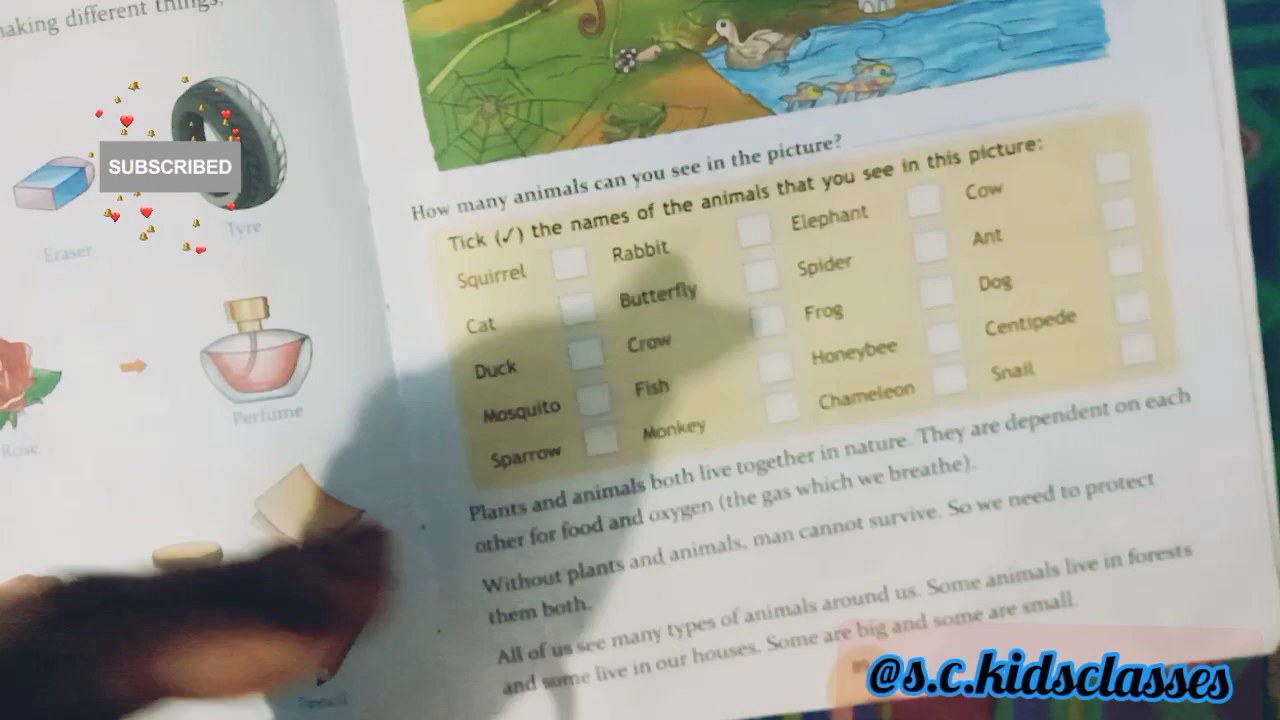 making different things.
SUBSCRIBED
Eraser
Tyre
Rose
Perfume
Pencil
How many animals can you see in the picture?
Tick (✓) the names of the animals that you see in this picture:
Squirrel Rabbit Elephant Cow
Cat Butterfly Spider Ant
Duck Crow Frog Dog
Mosquito Fish Honeybee Centipede
Sparrow Monkey Chameleon Snail
Plants and animals both live together in nature. They are dependent on each
other for food and oxygen (the gas which we breathe).
Without plants and animals, man cannot survive. So we need to protect
them both.
All of us see many types of animals around us. Some animals live in forests
and some live in our houses. Some are big and some are small.
@s.c.kidsclasses